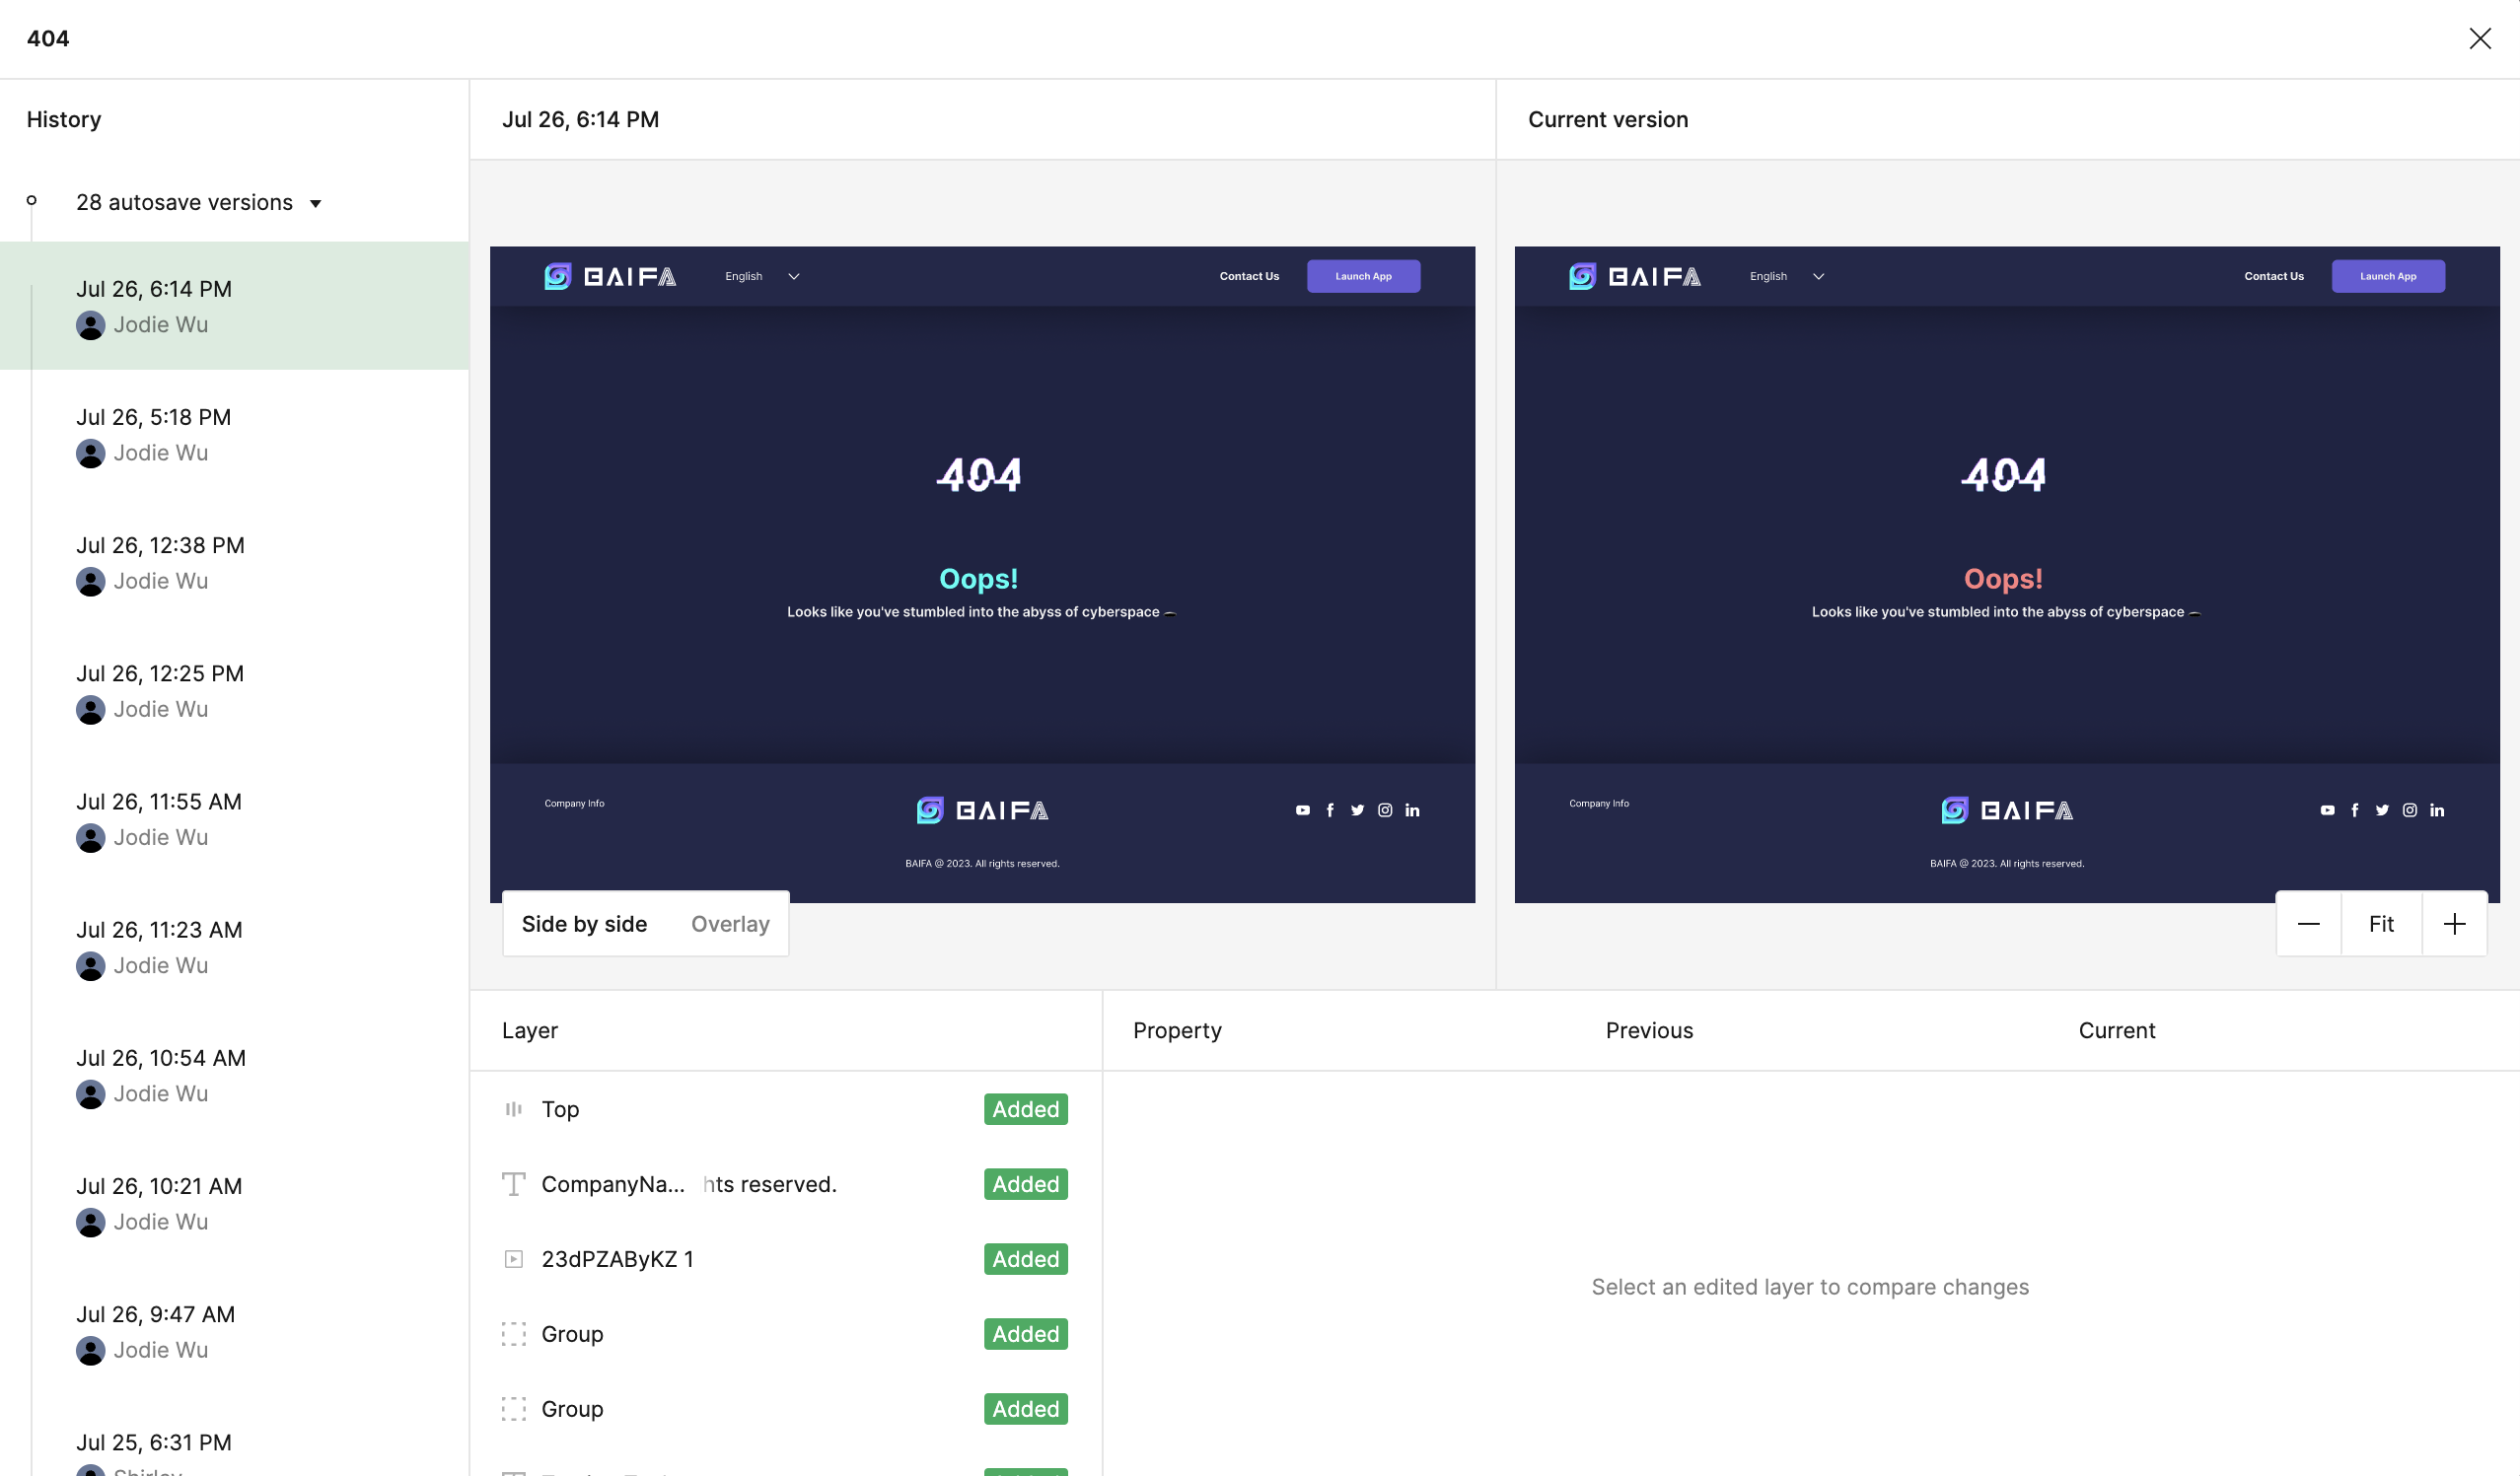 404
History
28 autosave versions
Jul 26, 6:14 PM
Jodie Wu
Jul 26, 5:18 PM
Jodie Wu
Jul 26, 12:38 PM
Jodie Wu
Jul 26, 12:25 PM
Jodie Wu
Jul 26, 11:55 AM
Jodie Wu
Jul 26, 11:23 AM
Jodie Wu
Jul 26, 10:54 AM
Jodie Wu
Jul 26, 10:21 AM
Jodie Wu
Jul 26, 9:47 AM
Jodie Wu
Jul 25, 6:31 PM
Shirley
Jul 26, 6:14 PM
BAIFA English Contact Us Launch App
404
Oops!
Looks like you've stumbled into the abyss of cyberspace
Company Info
BAIFA
BAIFA @ 2023. All rights reserved.
Side by side Overlay
Current version
BAIFA English Contact Us Launch App
404
Oops!
Looks like you've stumbled into the abyss of cyberspace
Company Info
BAIFA
BAIFA @ 2023. All rights reserved.
Fit
Layer
Top Added
CompanyNa... hts reserved. Added
23dPZAByKZ 1 Added
Group Added
Group Added
Property Previous Current
Select an edited layer to compare changes